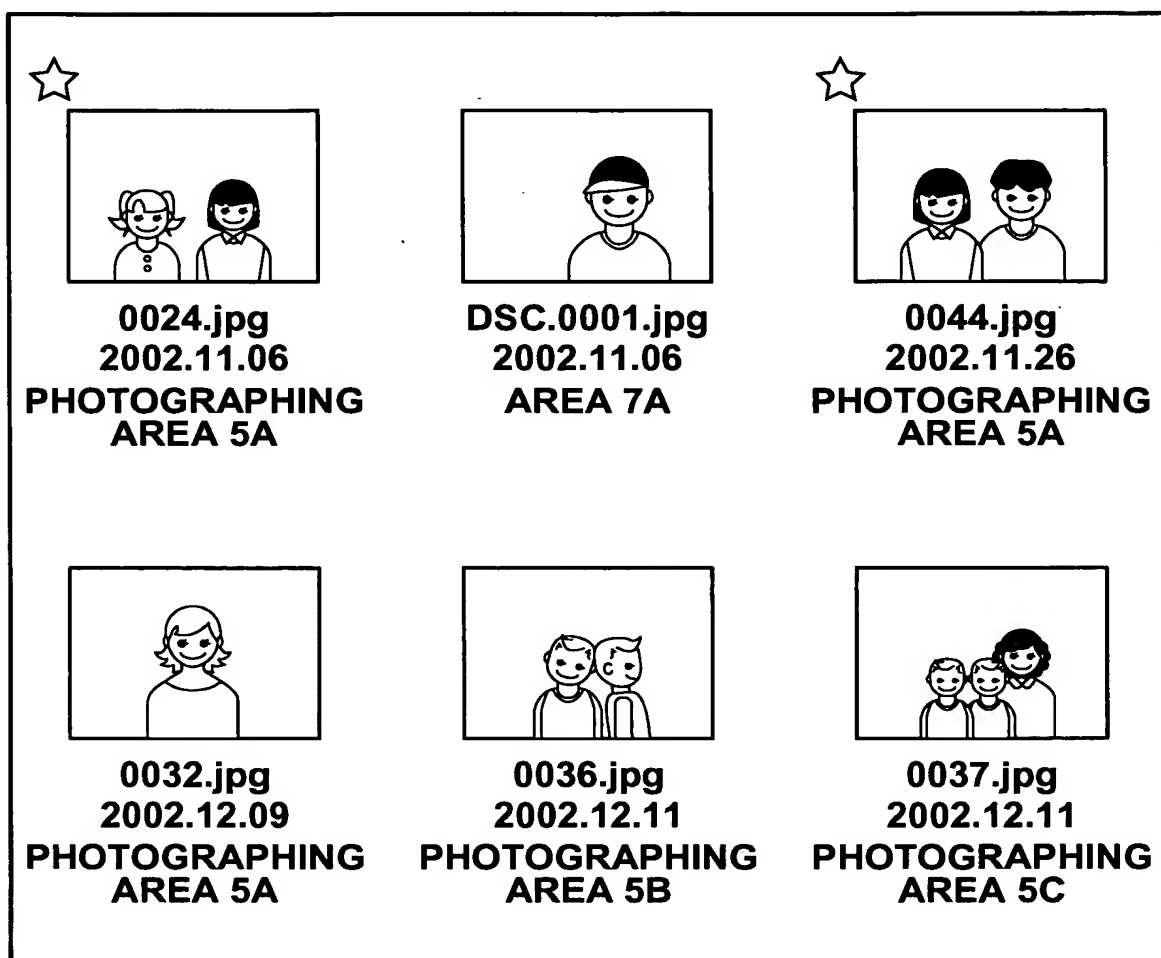 0024.jpg
2002.11.06
PHOTOGRAPHING
AREA 5A
DSC.0001.jpg
2002.11.06
AREA 7A
0044.jpg
2002.11.26
PHOTOGRAPHING
AREA 5A
0032.jpg
2002.12.09
PHOTOGRAPHING
AREA 5A
0036.jpg
2002.12.11
PHOTOGRAPHING
AREA 5B
0037.jpg
2002.12.11
PHOTOGRAPHING
AREA 5C